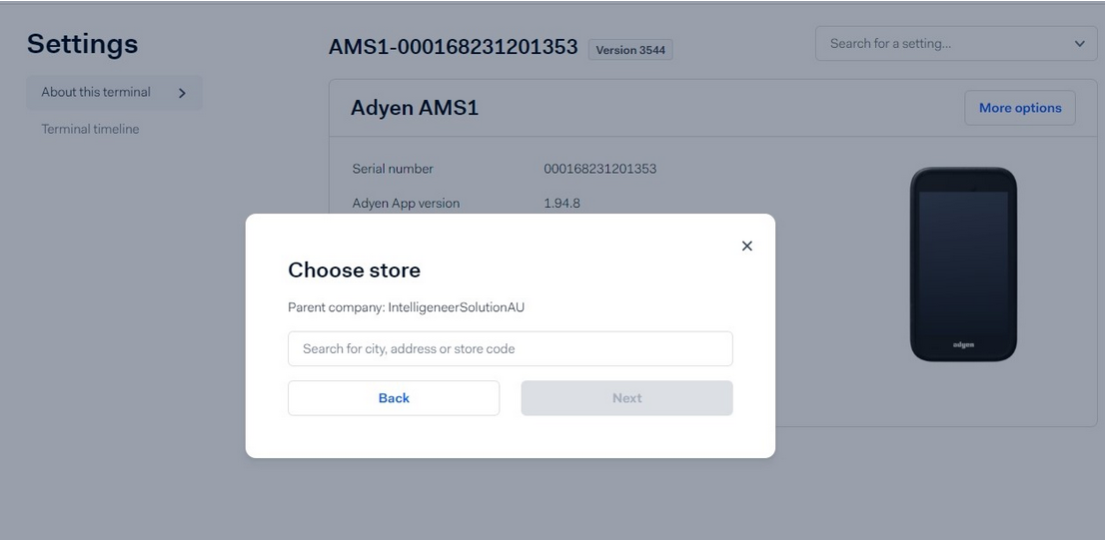 Settings
About this terminal
Terminal timeline
AMS1-000168231201353 Version 3544
Search for a setting...
Adyen AMS1
More options
Serial number 000168231201353
Adyen App version 1.94.8
adyen
Choose store
Parent company: IntelligeneerSolutionAU
Search for city, address or store code
Back
Next